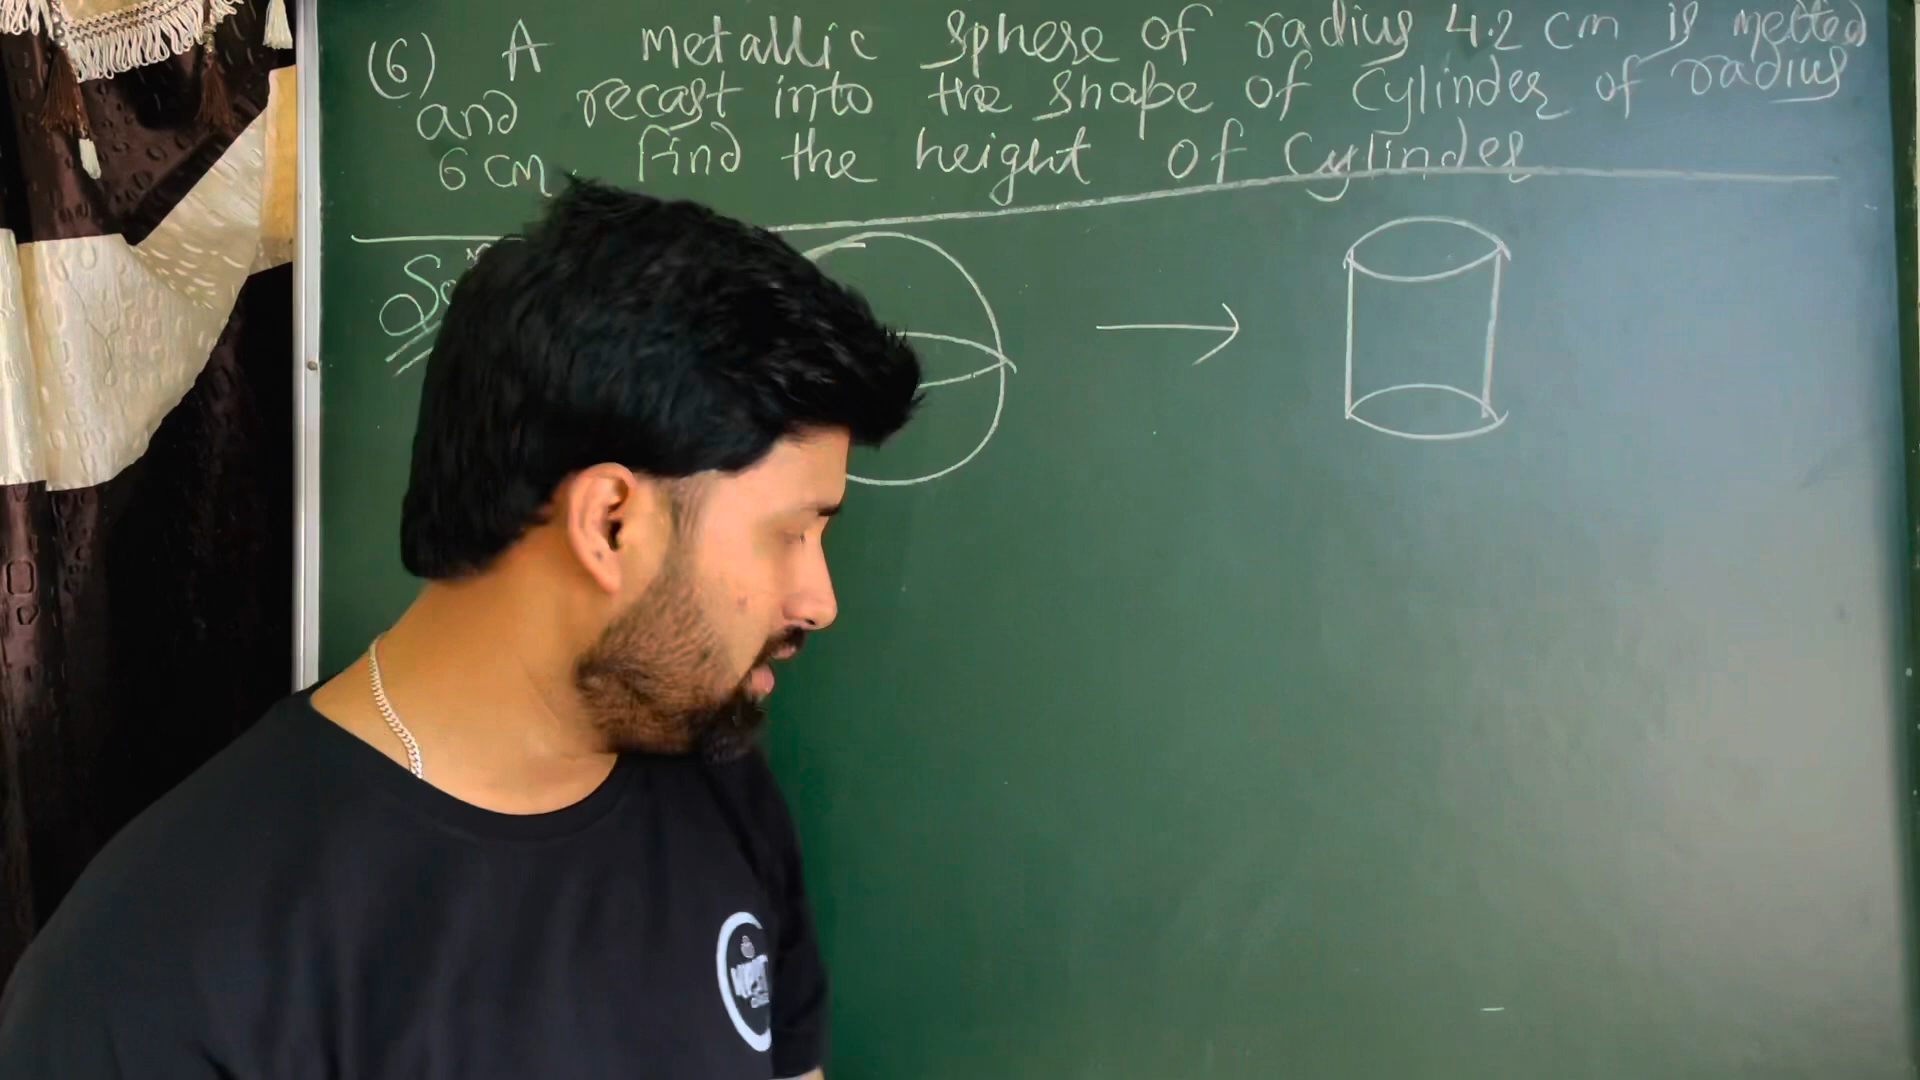 (6) A metallic sphere of radius 4.2 cm is melted
and recast into the shape of cylinder of radius
6 cm. Find the height of cylinder